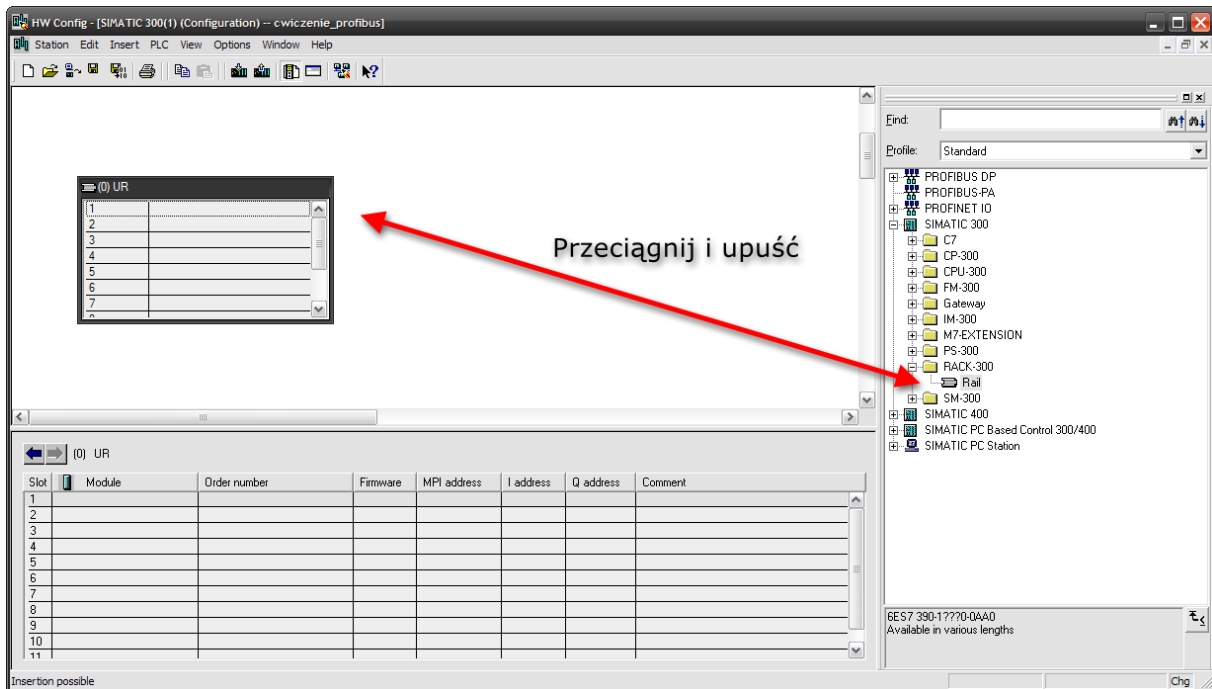 HW Config - [SIMATIC 300(1) (Configuration) -- cwiczenie_profibus]
Station Edit Insert PLC View Options Window Help
(0) UR
1
2
3
4
5
6
7
Przeciągnij i upuść
Find:
Profile: Standard
PROFIBUS DP
PROFIBUS-PA
PROFINET IO
SIMATIC 300
C7
CP-300
CPU-300
FM-300
Gateway
IM-300
M7-EXTENSION
PS-300
RACK-300
Rail
SM-300
SIMATIC 400
SIMATIC PC Based Control 300/400
SIMATIC PC Station
(0) UR
Slot Module Order number Firmware MPI address I address Q address Comment
1
2
3
4
5
6
7
8
9
10
11
6ES7 390-1???0-0AA0
Available in various lengths
Insertion possible
Chg